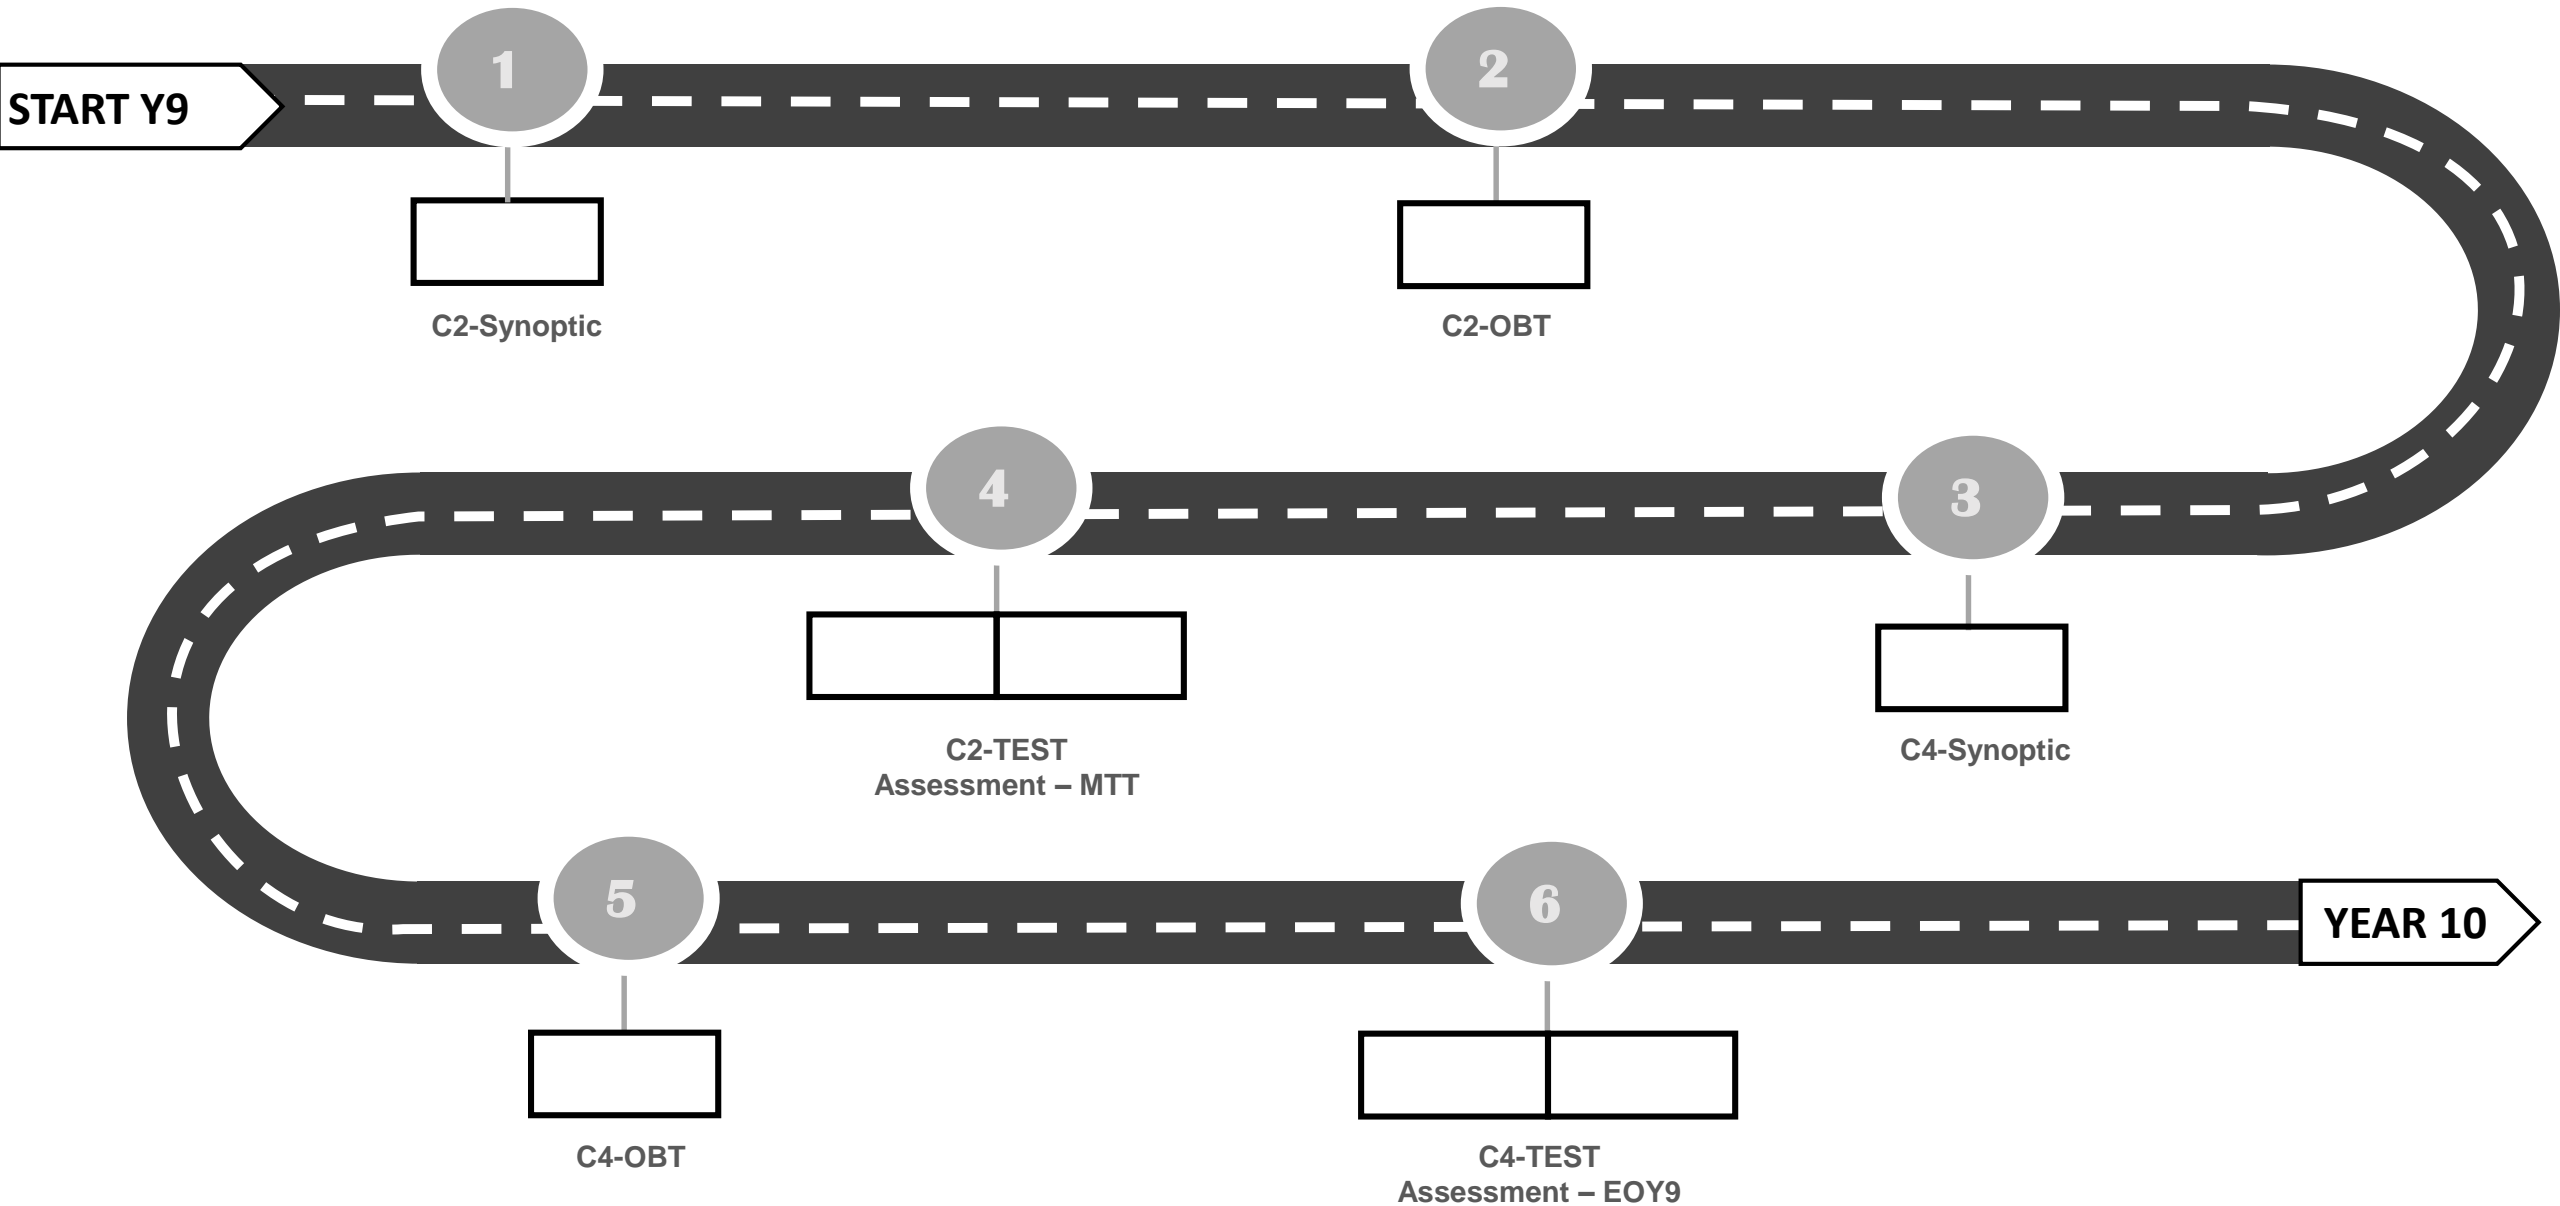 START Y9
1
2
C2-Synoptic
C2-OBT
3
4
C4-Synoptic
C2-TEST
Assessment – MTT
5
6
YEAR 10
C4-OBT
C4-TEST
Assessment – EOY9